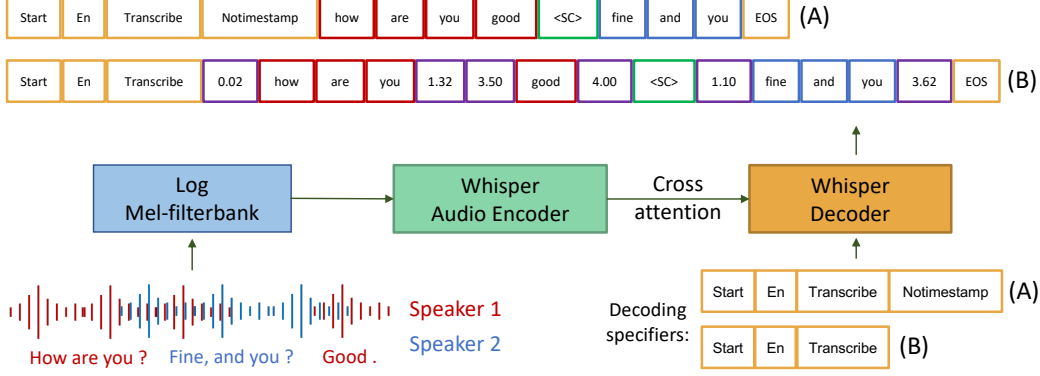 Start En Transcribe Notimestamp how are you good <SC> fine and you EOS (A)
Start En Transcribe 0.02 how are you 1.32 3.50 good 4.00 <SC> 1.10 fine and you 3.62 EOS (B)
Log
Mel-filterbank
Whisper
Audio Encoder
Cross
attention
Whisper
Decoder
Speaker 1
Speaker 2
How are you ? Fine, and you ? Good .
Decoding
specifiers:
Start En Transcribe Notimestamp (A)
Start En Transcribe (B)